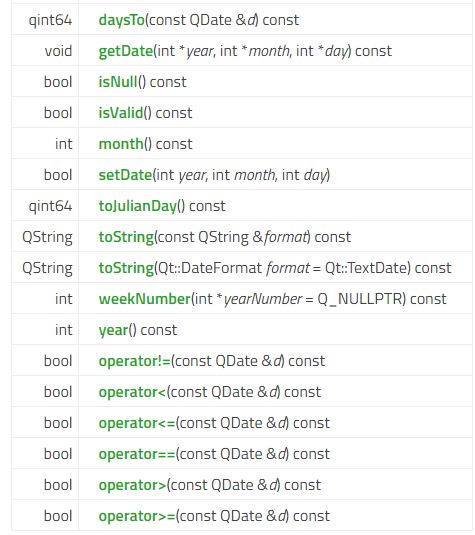 qint64 daysTo(const QDate &d) const
void getDate(int *year, int *month, int *day) const
bool isNull() const
bool isValid() const
int month() const
bool setDate(int year, int month, int day)
qint64 toJulianDay() const
QString toString(const QString &format) const
QString toString(Qt::DateFormat format = Qt::TextDate) const
int weekNumber(int *yearNumber = Q_NULLPTR) const
int year() const
bool operator!=(const QDate &d) const
bool operator<(const QDate &d) const
bool operator<=(const QDate &d) const
bool operator==(const QDate &d) const
bool operator>(const QDate &d) const
bool operator>=(const QDate &d) const